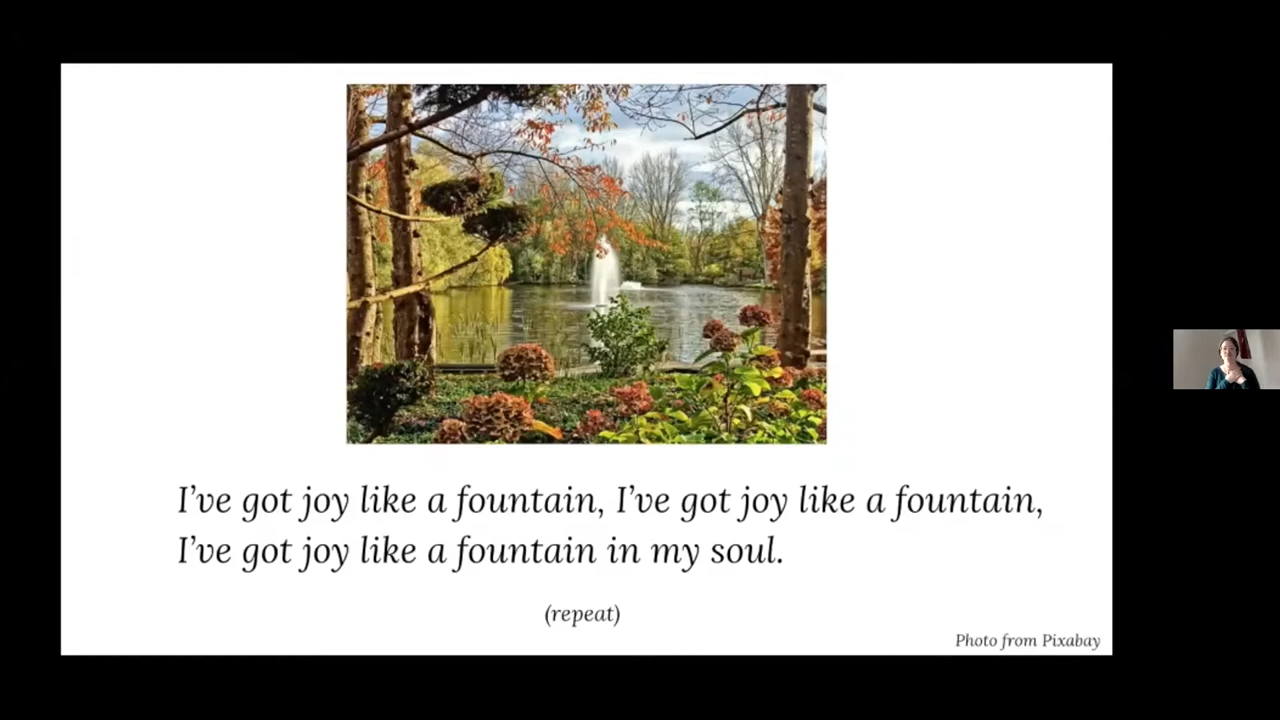 I've got joy like a fountain, I've got joy like a fountain,
I've got joy like a fountain in my soul.
(repeat)
Photo from Pixabay